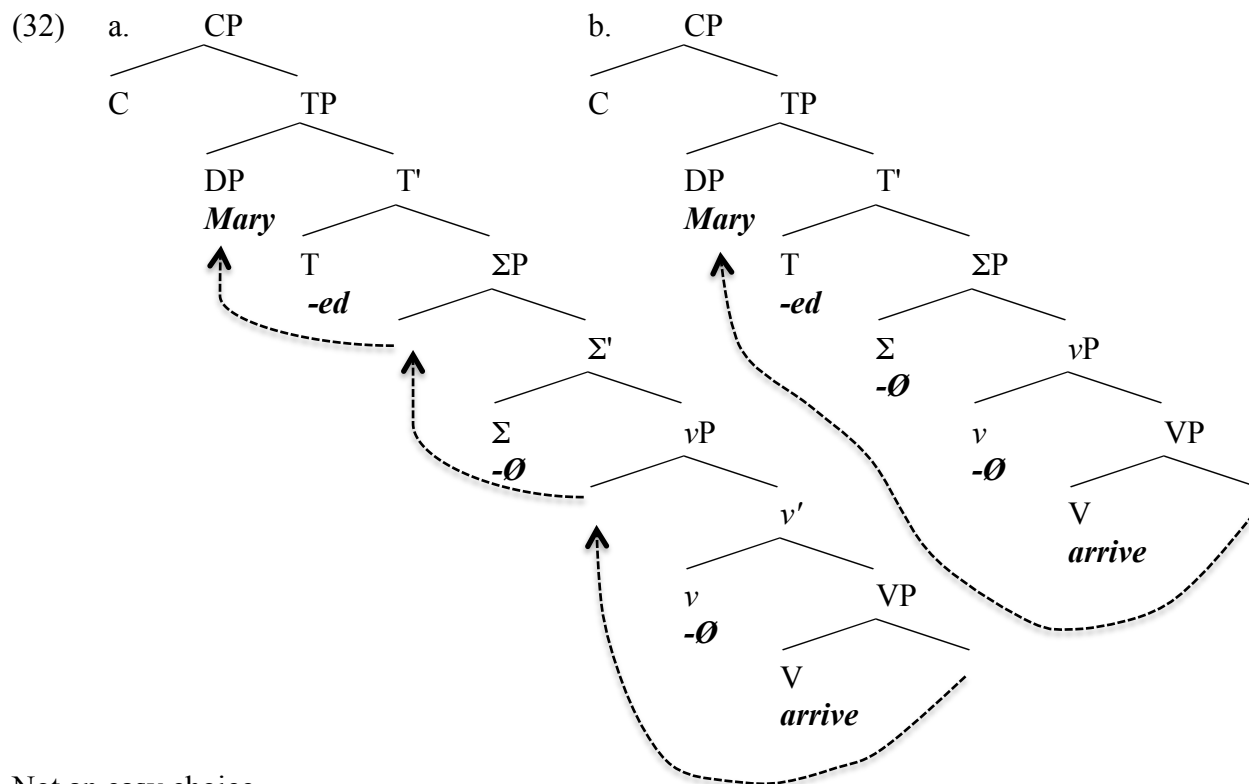 (32) a. CP b. CP
C TP C TP
DP T' DP T'
Mary Mary
T ΣP T ΣP
-ed -ed
Σ' Σ vP
-Ø
Σ vP v VP
-Ø -Ø
v' V
arrive
v VP
-Ø
V
arrive
Not an easy choice